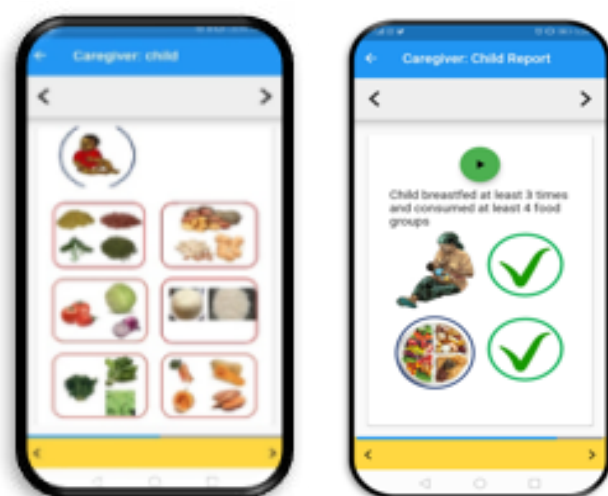 Caregiver: child
Caregiver: Child Report
Child breastfed at least 3 times
and consumed at least 4 food
groups